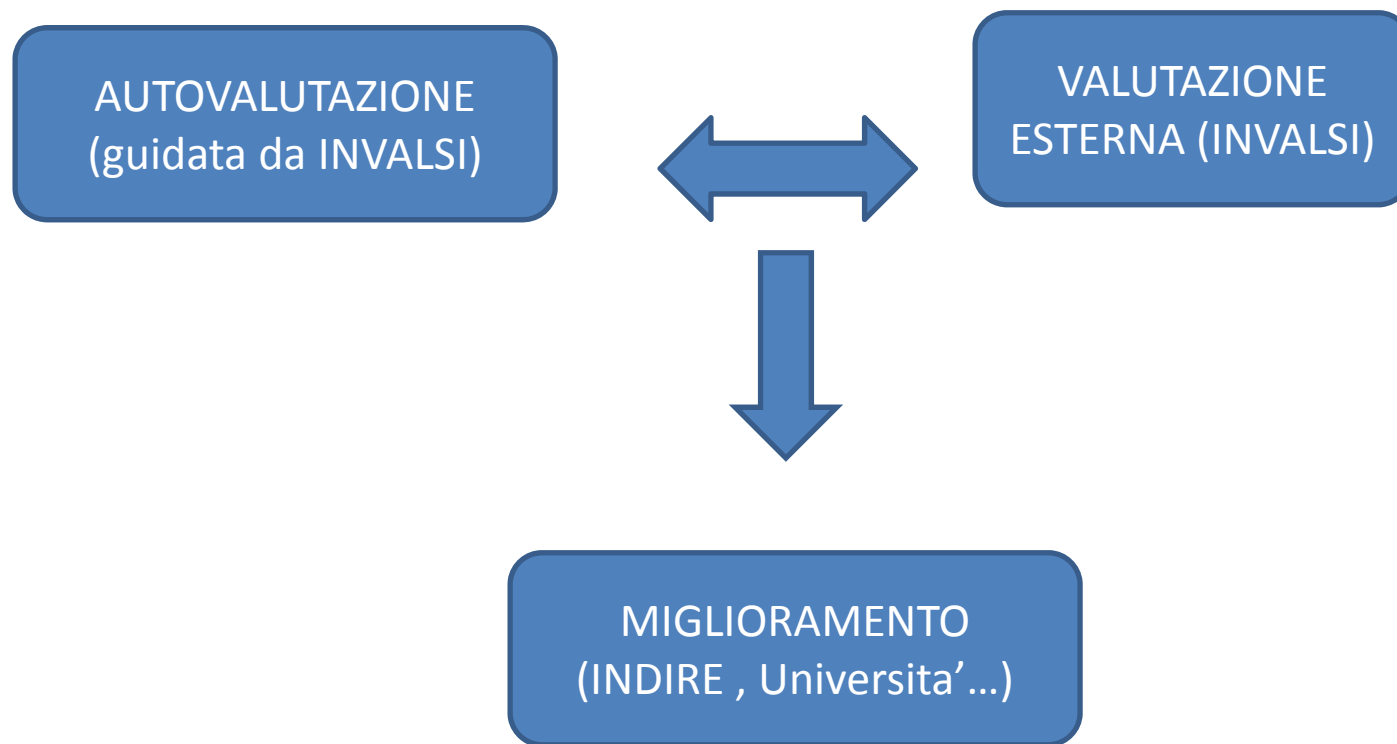 AUTOVALUTAZIONE
(guidata da INVALSI)
VALUTAZIONE
ESTERNA (INVALSI)
MIGLIORAMENTO
(INDIRE , Universita’…)